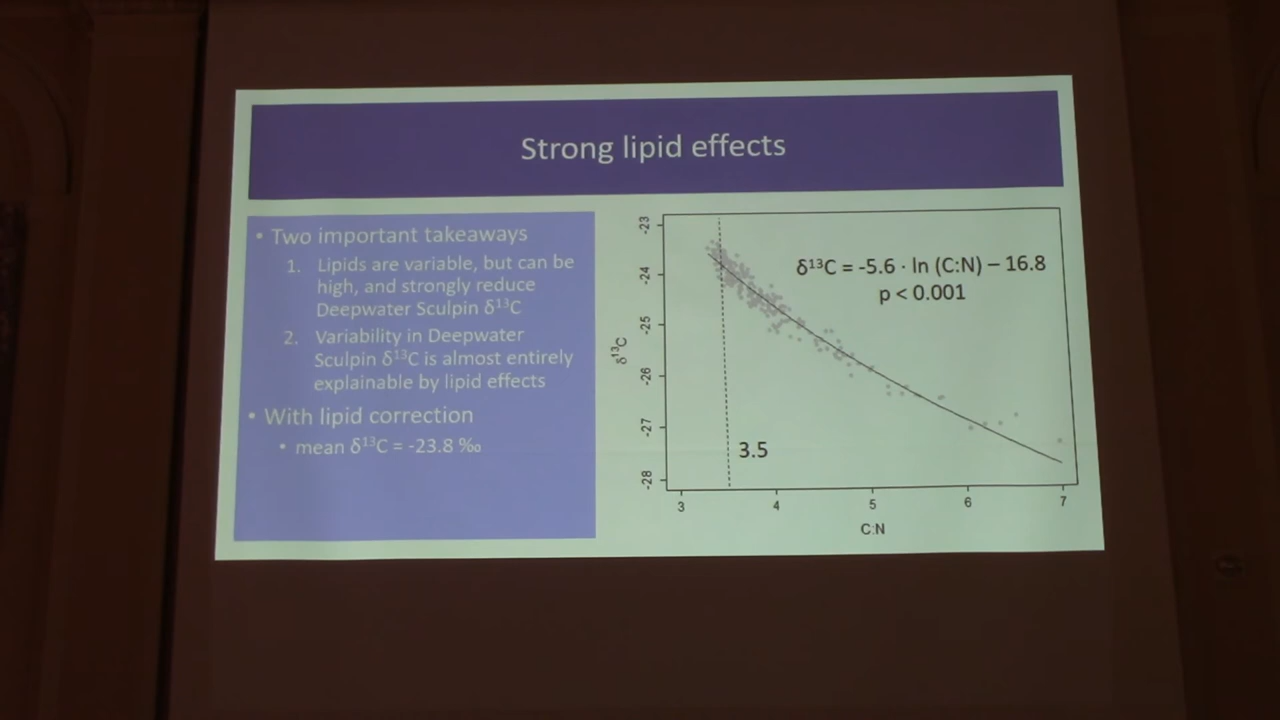 Strong lipid effects
• Two important takeaways
1. Lipids are variable, but can be
high, and strongly reduce
Deepwater Sculpin δ¹³C
2. Variability in Deepwater
Sculpin δ¹³C is almost entirely
explainable by lipid effects
• With lipid correction
• mean δ¹³C = -23.8 ‰
δ¹³C = -5.6 · ln (C:N) – 16.8
p < 0.001
3.5
δ¹³C
-23
-24
-25
-26
-27
-28
3 4 5 6 7
C:N